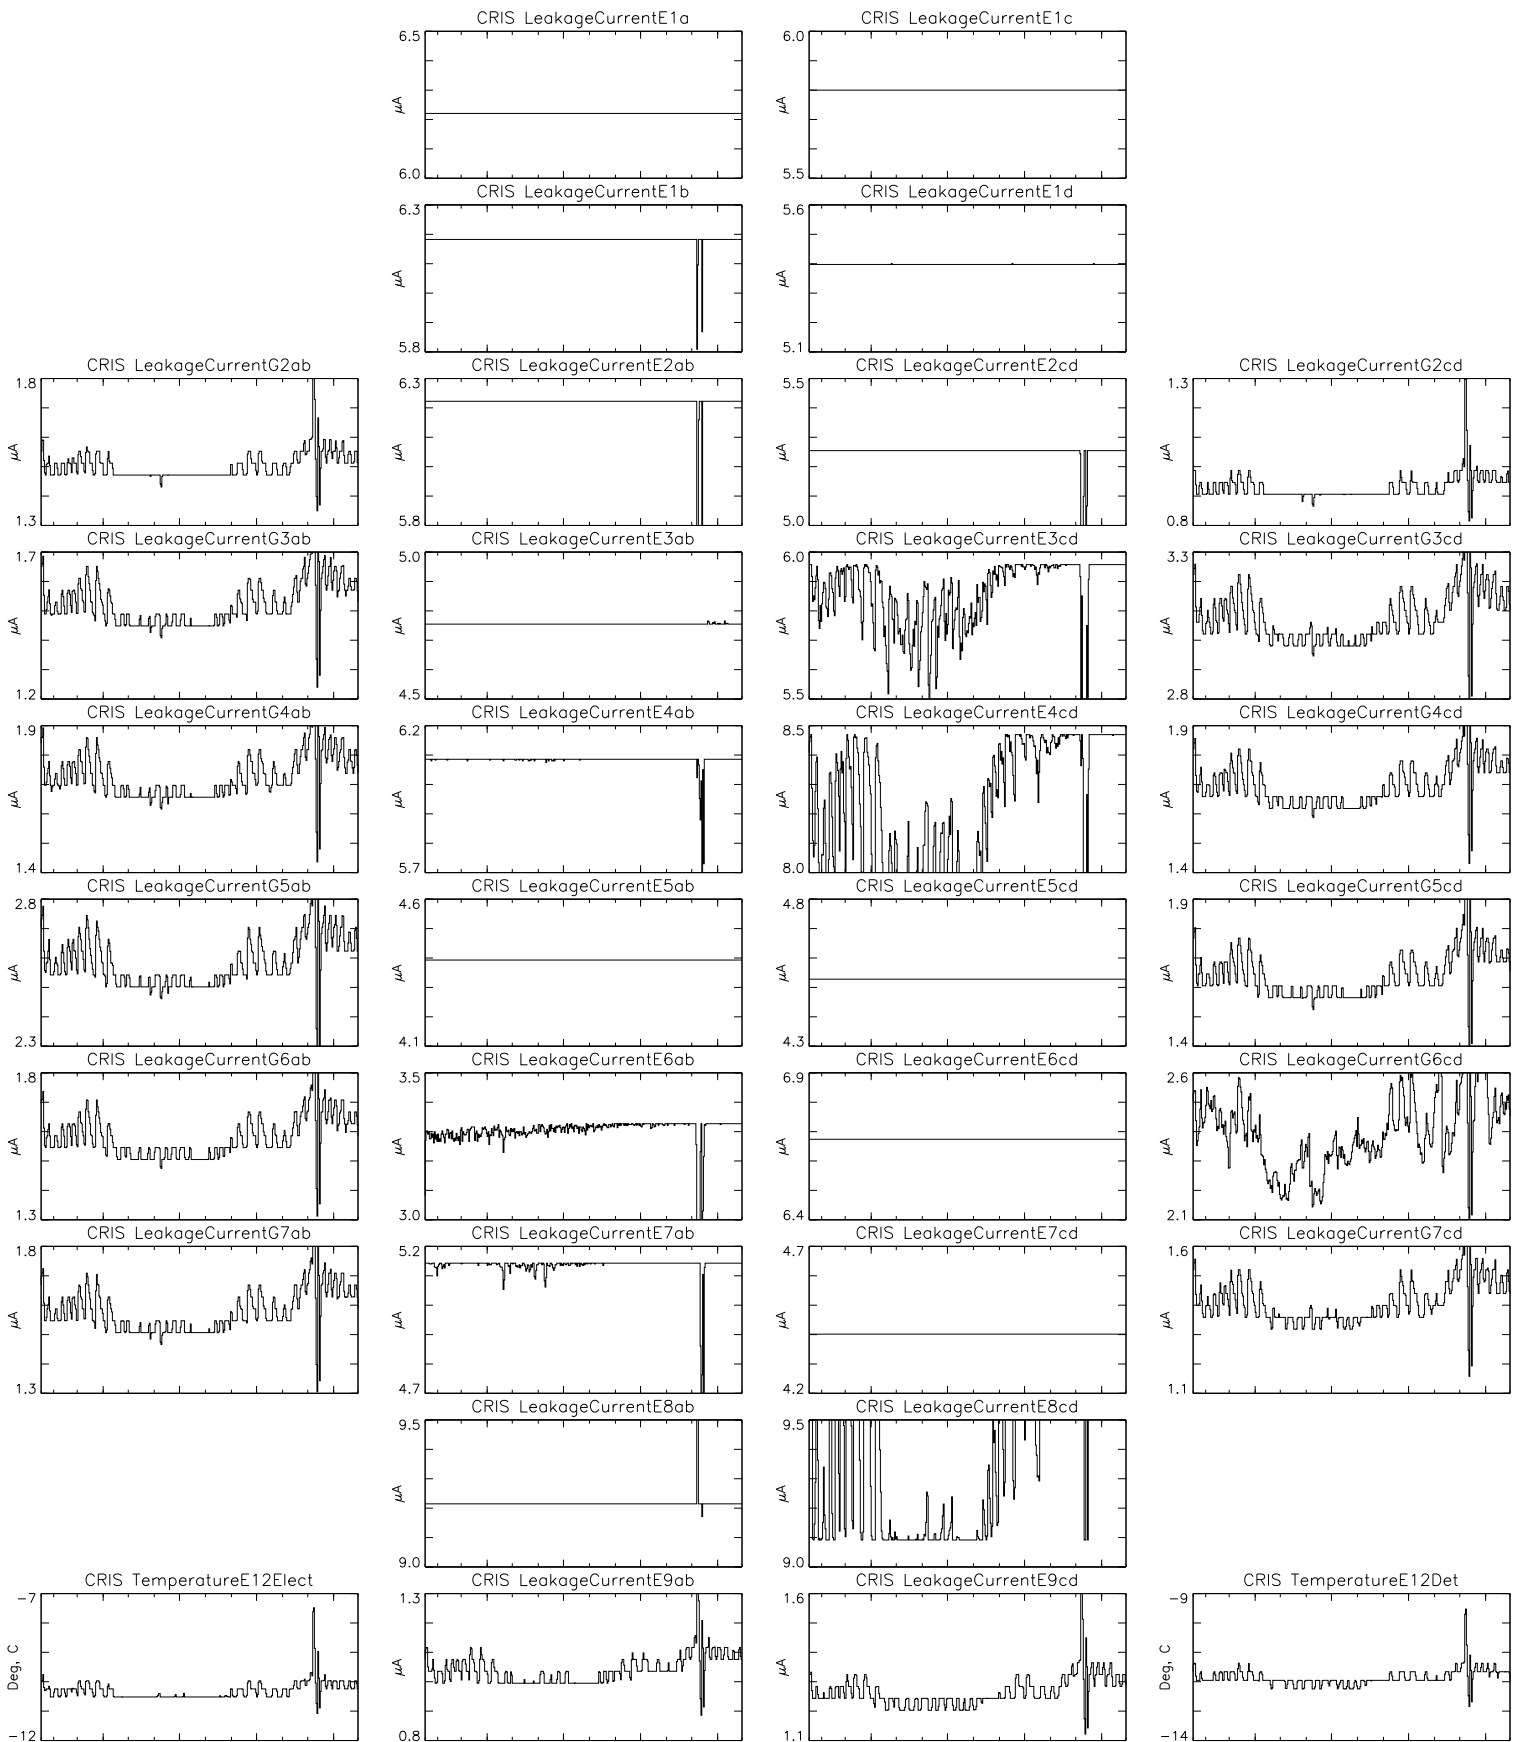 CRIS LeakageCurrentE1a
6.5
µA
6.0
CRIS LeakageCurrentE1c
6.0
µA
5.5
CRIS LeakageCurrentE1b
6.3
µA
5.8
CRIS LeakageCurrentE1d
5.6
µA
5.1
CRIS LeakageCurrentG2ab
1.8
µA
1.3
CRIS LeakageCurrentE2ab
6.3
µA
5.8
CRIS LeakageCurrentE2cd
5.5
µA
5.0
CRIS LeakageCurrentG2cd
1.3
µA
0.8
CRIS LeakageCurrentG3ab
1.7
µA
1.2
CRIS LeakageCurrentE3ab
5.0
µA
4.5
CRIS LeakageCurrentE3cd
6.0
µA
5.5
CRIS LeakageCurrentG3cd
3.3
µA
2.8
CRIS LeakageCurrentG4ab
1.9
µA
1.4
CRIS LeakageCurrentE4ab
6.2
µA
5.7
CRIS LeakageCurrentE4cd
8.5
µA
8.0
CRIS LeakageCurrentG4cd
1.9
µA
1.4
CRIS LeakageCurrentG5ab
2.8
µA
2.3
CRIS LeakageCurrentE5ab
4.6
µA
4.1
CRIS LeakageCurrentE5cd
4.8
µA
4.3
CRIS LeakageCurrentG5cd
1.9
µA
1.4
CRIS LeakageCurrentG6ab
1.8
µA
1.3
CRIS LeakageCurrentE6ab
3.5
µA
3.0
CRIS LeakageCurrentE6cd
6.9
µA
6.4
CRIS LeakageCurrentG6cd
2.6
µA
2.1
CRIS LeakageCurrentG7ab
1.8
µA
1.3
CRIS LeakageCurrentE7ab
5.2
µA
4.7
CRIS LeakageCurrentE7cd
4.7
µA
4.2
CRIS LeakageCurrentG7cd
1.6
µA
1.1
CRIS LeakageCurrentE8ab
9.5
µA
9.0
CRIS LeakageCurrentE8cd
9.5
µA
9.0
CRIS TemperatureE12Elect
-7
Deg, C
-12
CRIS LeakageCurrentE9ab
1.3
µA
0.8
CRIS LeakageCurrentE9cd
1.6
µA
1.1
CRIS TemperatureE12Det
-9
Deg, C
-14